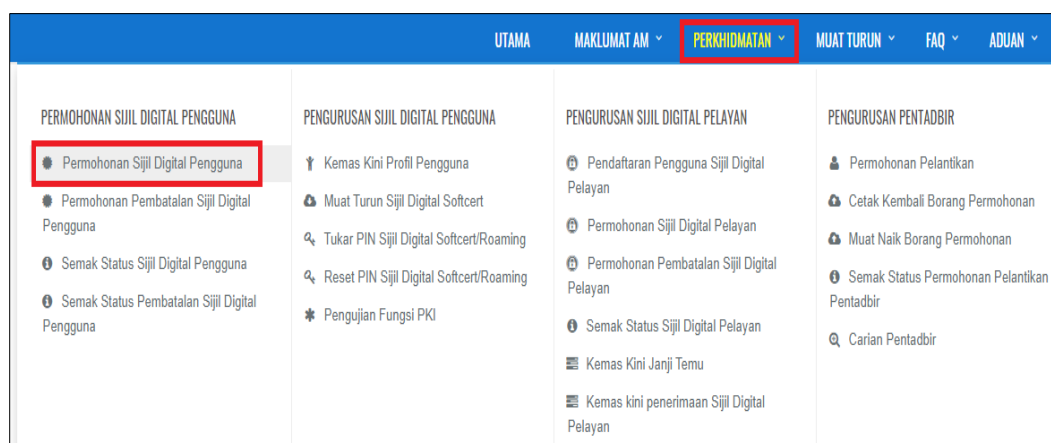 UTAMA MAKLUMAT AM PERKHIDMATAN MUAT TURUN FAQ ADUAN
PERMOHONAN SIJIL DIGITAL PENGGUNA
Permohonan Sijil Digital Pengguna
Permohonan Pembatalan Sijil Digital
Pengguna
Semak Status Sijil Digital Pengguna
Semak Status Pembatalan Sijil Digital
Pengguna
PENGURUSAN SIJIL DIGITAL PENGGUNA
Kemas Kini Profil Pengguna
Muat Turun Sijil Digital Softcert
Tukar PIN Sijil Digital Softcert/Roaming
Reset PIN Sijil Digital Softcert/Roaming
Pengujian Fungsi PKI
PENGURUSAN SIJIL DIGITAL PELAYAN
Pendaftaran Pengguna Sijil Digital
Pelayan
Permohonan Sijil Digital Pelayan
Permohonan Pembatalan Sijil Digital
Pelayan
Semak Status Sijil Digital Pelayan
Kemas Kini Janji Temu
Kemas kini penerimaan Sijil Digital
Pelayan
PENGURUSAN PENTADBIR
Permohonan Pelantikan
Cetak Kembali Borang Permohonan
Muat Naik Borang Permohonan
Semak Status Permohonan Pelantikan
Pentadbir
Carian Pentadbir